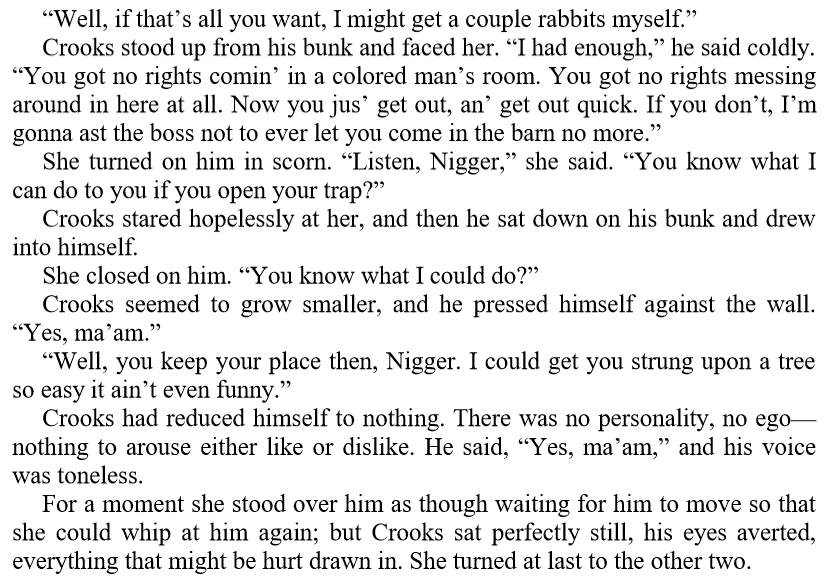 “Well, if that’s all you want, I might get a couple rabbits myself.”
Crooks stood up from his bunk and faced her. “I had enough,” he said coldly.
“You got no rights comin’ in a colored man’s room. You got no rights messing
around in here at all. Now you jus’ get out, an’ get out quick. If you don’t, I’m
gonna ast the boss not to ever let you come in the barn no more.”
She turned on him in scorn. “Listen, Nigger,” she said. “You know what I
can do to you if you open your trap?”
Crooks stared hopelessly at her, and then he sat down on his bunk and drew
into himself.
She closed on him. “You know what I could do?”
Crooks seemed to grow smaller, and he pressed himself against the wall.
“Yes, ma’am.”
“Well, you keep your place then, Nigger. I could get you strung upon a tree
so easy it ain’t even funny.”
Crooks had reduced himself to nothing. There was no personality, no ego—
nothing to arouse either like or dislike. He said, “Yes, ma’am,” and his voice
was toneless.
For a moment she stood over him as though waiting for him to move so that
she could whip at him again; but Crooks sat perfectly still, his eyes averted,
everything that might be hurt drawn in. She turned at last to the other two.